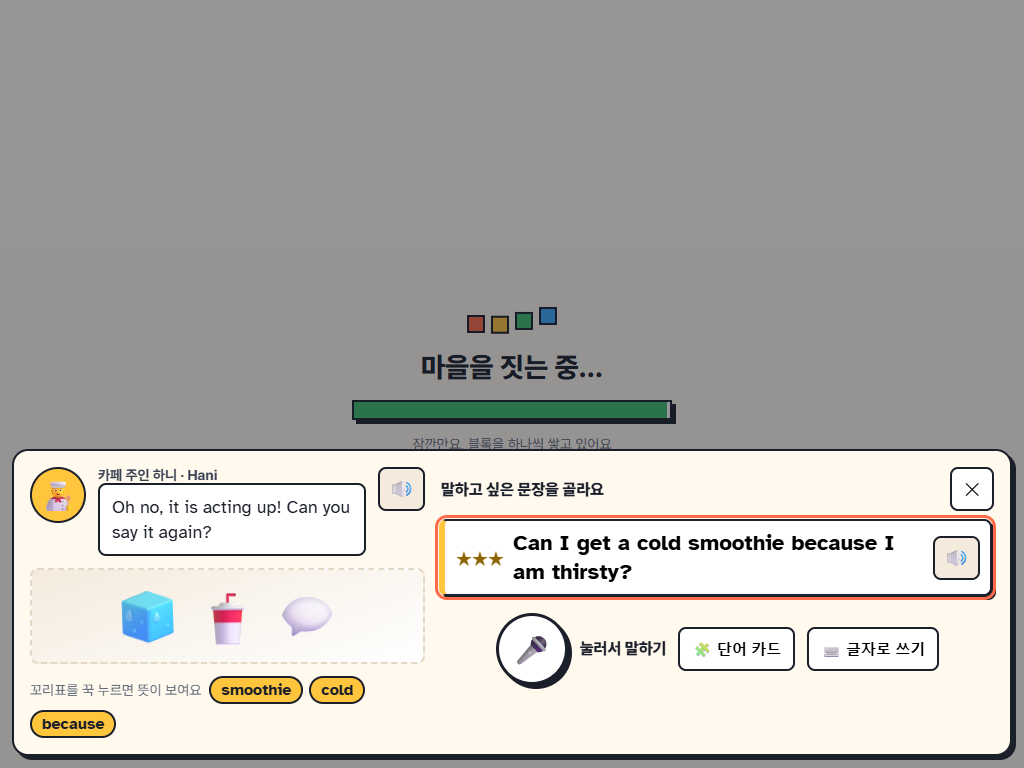 마을을 짓는 중...
잠깐만요. 블록을 하나씩 쌓고 있어요
카페 주인 하니 · Hani
Oh no, it is acting up! Can you
say it again?
꼬리표를 꾹 누르면 뜻이 보여요
smoothie
cold
because
말하고 싶은 문장을 골라요
★★★
Can I get a cold smoothie because I
am thirsty?
눌러서 말하기
단어 카드
글자로 쓰기